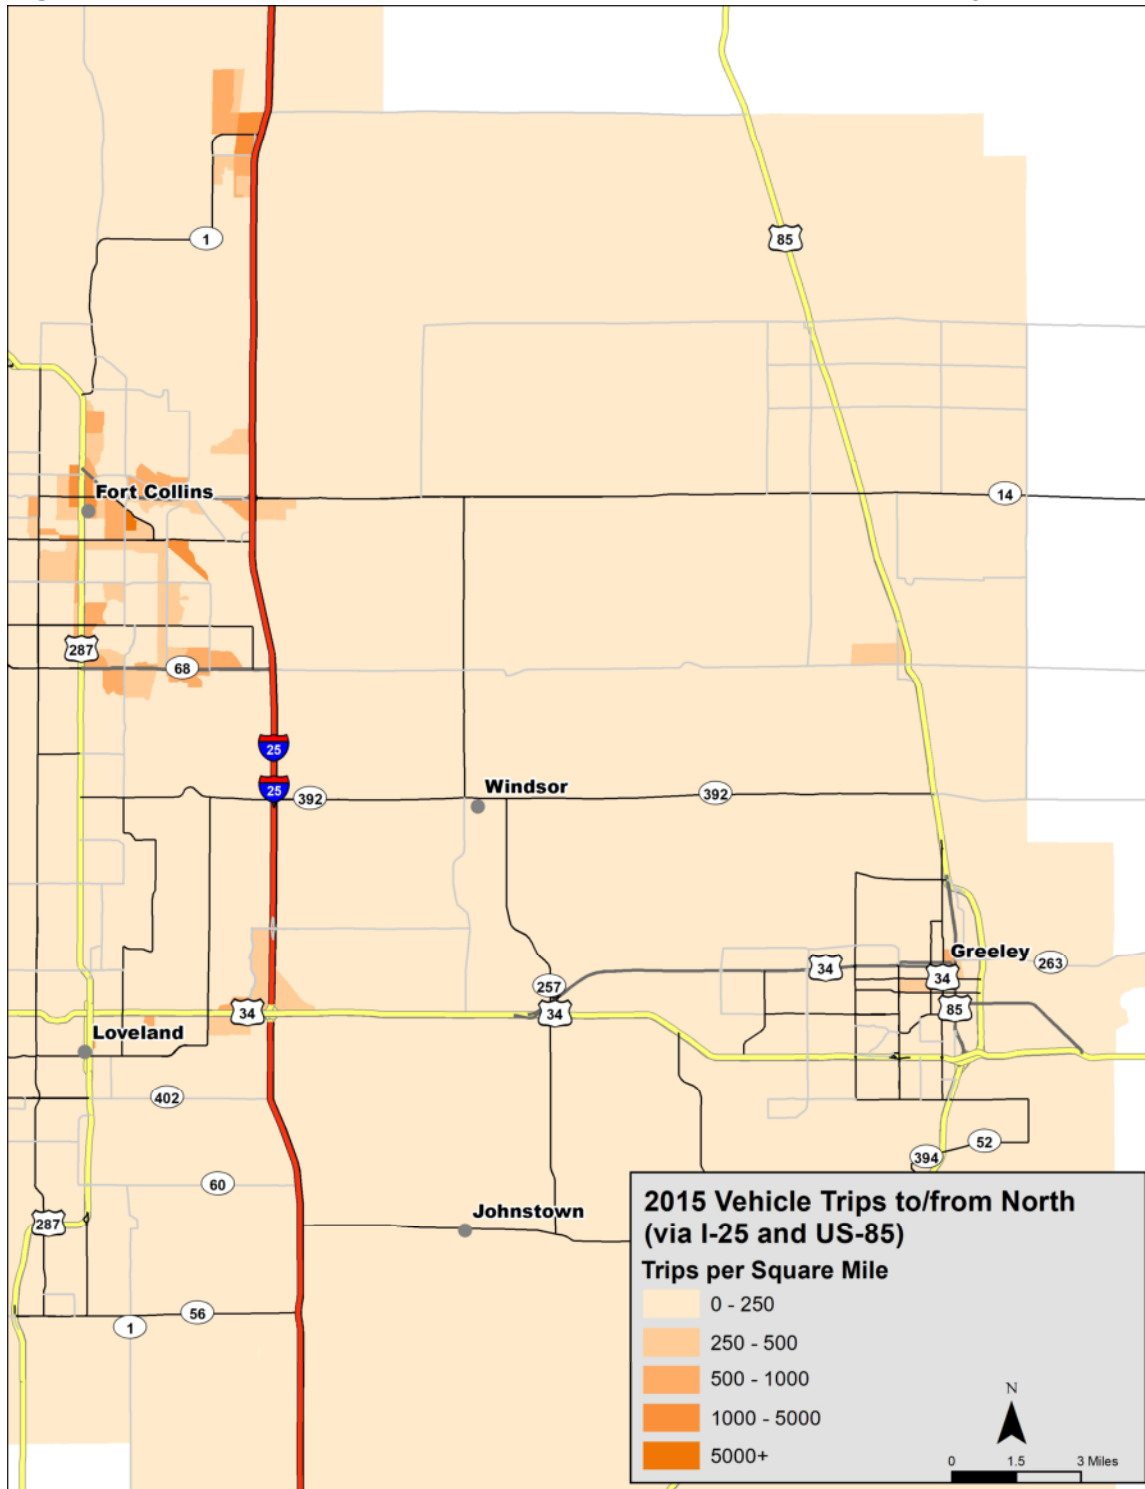 1
85
14
Fort Collins
287
68
25
25
392
Windsor
392
Greeley
263
34
34
257
34
34
85
Loveland
402
52
394
60
287
Johnstown
56
1
2015 Vehicle Trips to/from North
(via I-25 and US-85)
Trips per Square Mile
0 - 250
250 - 500
500 - 1000
1000 - 5000
5000+
N
0 1.5 3 Miles